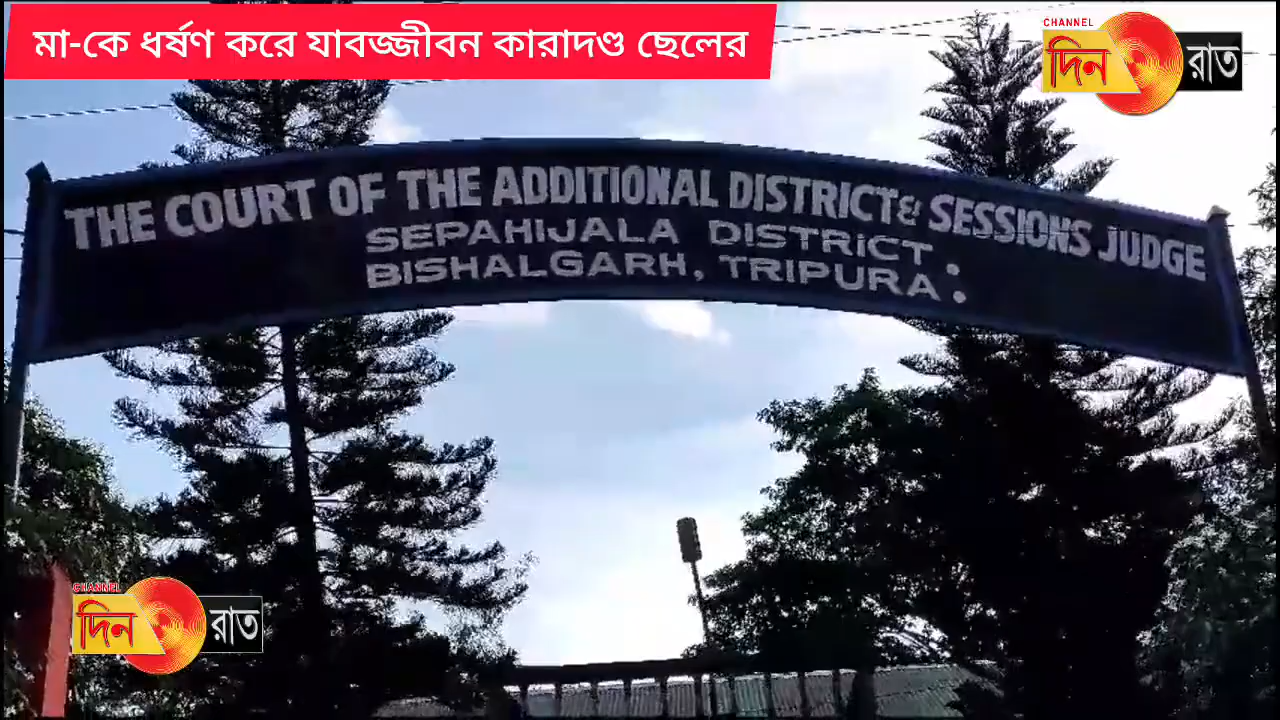 মা-কে ধর্ষণ করে যাবজ্জীবন কারাদণ্ড ছেলের
CHANNEL
দিন রাত
THE COURT OF THE ADDITIONAL DISTRICT & SESSIONS JUDGE
SEPAHIJALA DISTRICT
BISHALGARH, TRIPURA :
CHANNEL
দিন রাত